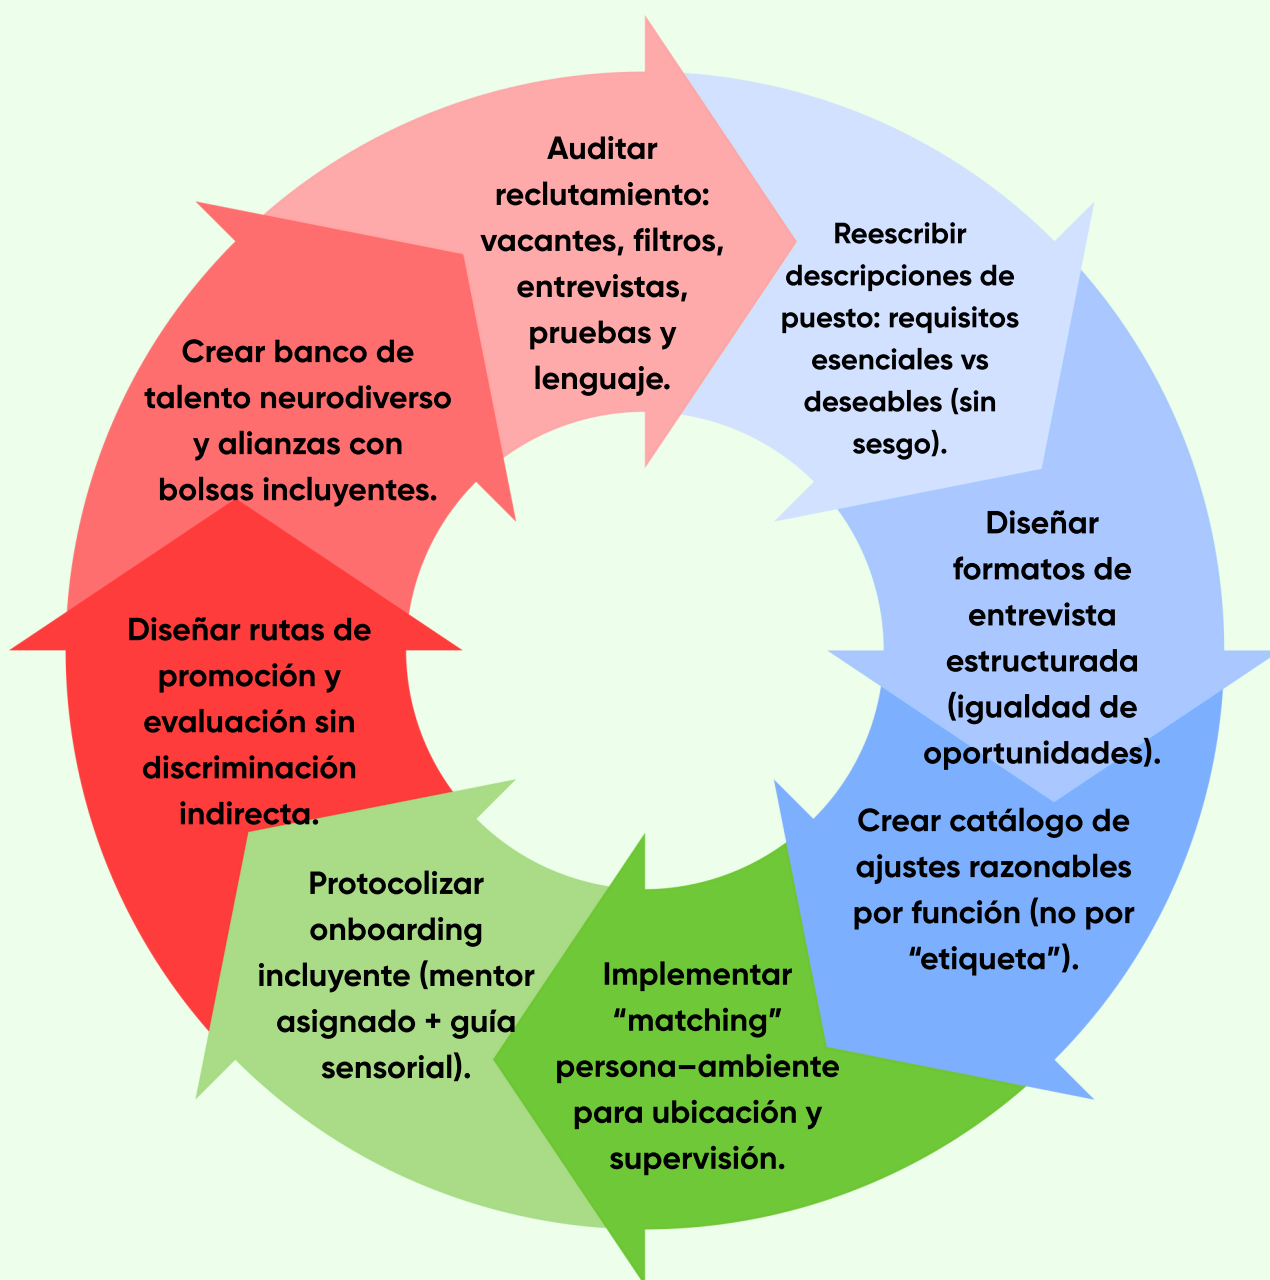 Auditar
reclutamiento:
vacantes, filtros,
entrevistas,
pruebas y
lenguaje.
Reescribir
descripciones de
puesto: requisitos
esenciales vs
deseables (sin
sesgo).
Diseñar
formatos de
entrevista
estructurada
(igualdad de
oportunidades).
Crear catálogo de
ajustes razonables
por función (no por
“etiqueta”).
Implementar
“matching”
persona–ambiente
para ubicación y
supervisión.
Protocolizar
onboarding
incluyente (mentor
asignado + guía
sensorial).
Diseñar rutas de
promoción y
evaluación sin
discriminación
indirecta.
Crear banco de
talento neurodiverso
y alianzas con
bolsas incluyentes.